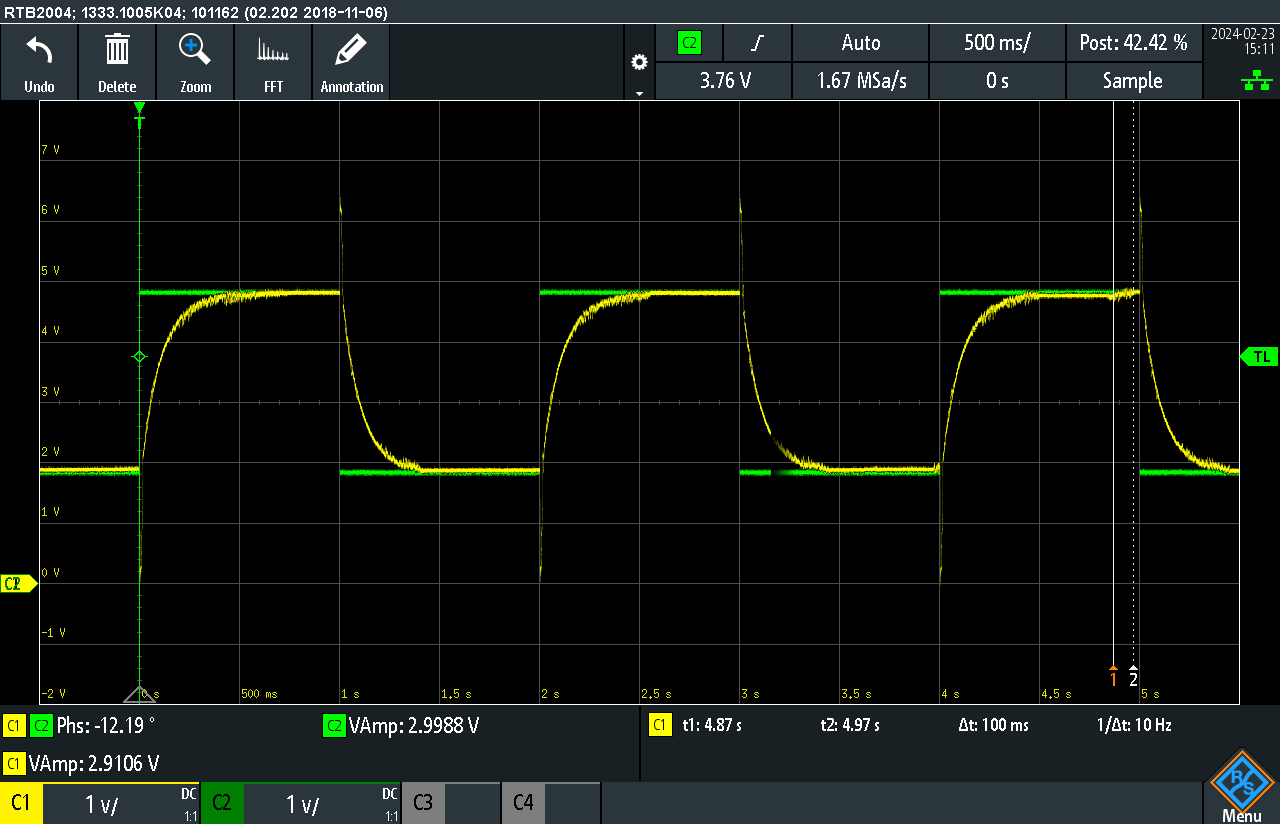 RTB2004; 1333.1005K04; 101162 (02.202 2018-11-06)
Undo
Delete
Zoom
FFT
Annotation
C2
Auto
500 ms/
Post: 42.42 %
2024-02-23
15:11
3.76 V
1.67 MSa/s
0 s
Sample
T
7 V
6 V
5 V
4 V
TL
3 V
2 V
1 V
0 V
-1 V
-2 V
0 s
500 ms
1 s
1.5 s
2 s
2.5 s
3 s
3.5 s
4 s
4.5 s
5 s
1
2
C1 C2 Phs: -12.19 °
C2 VAmp: 2.9988 V
C1 t1: 4.87 s
t2: 4.97 s
Δt: 100 ms
1/Δt: 10 Hz
C1 VAmp: 2.9106 V
C1
1 V/
DC
1:1
C2
1 V/
DC
1:1
C3
C4
R S
Menu